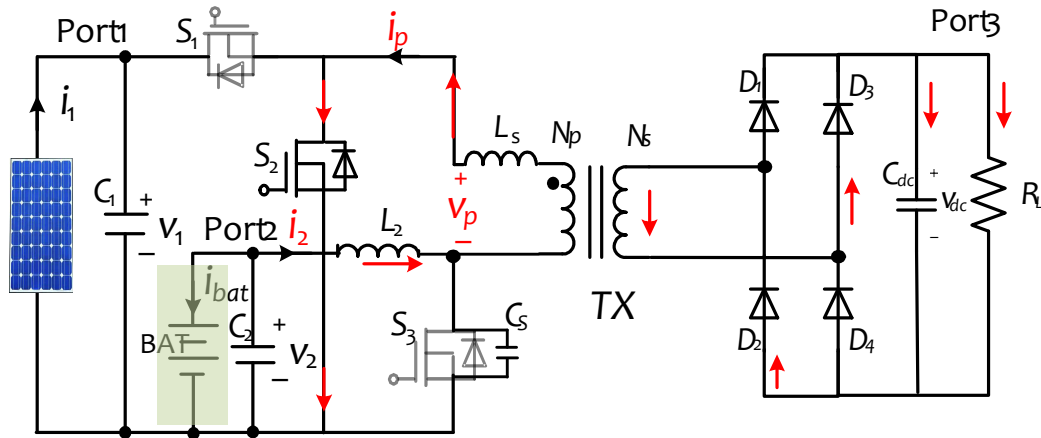 Port1
S1
ip
Port3
i1
S2
Ls
Np
Ns
D1
D3
C1
+
v1
−
+
vp
−
Cdc
+
vdc
−
RL
Port2
i2
L2
ibat
BAT
C2
+
v2
−
S3
CS
TX
D2
D4